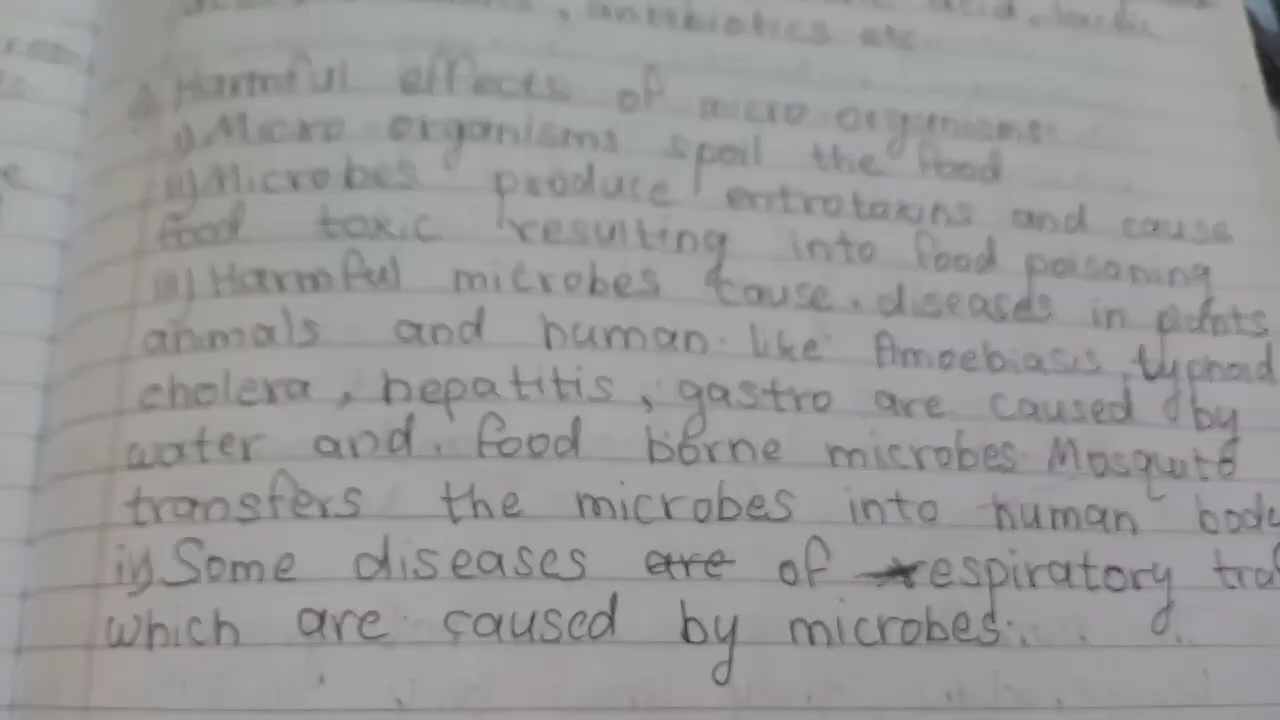 , antibiotics etc
Harmful effects of micro organisms
i) Micro organisms spoil the food
ii) Microbes produce entrotoxins and cause
food toxic resulting into food poisoning
iii) Harmful microbes cause diseases in plants
animals and human like Amoebiasis, typhoid
cholera, hepatitis, gastro are caused by
water and food borne microbes Mosquito
transfers the microbes into human body
iv) Some diseases are of respiratory
which are caused by microbes.